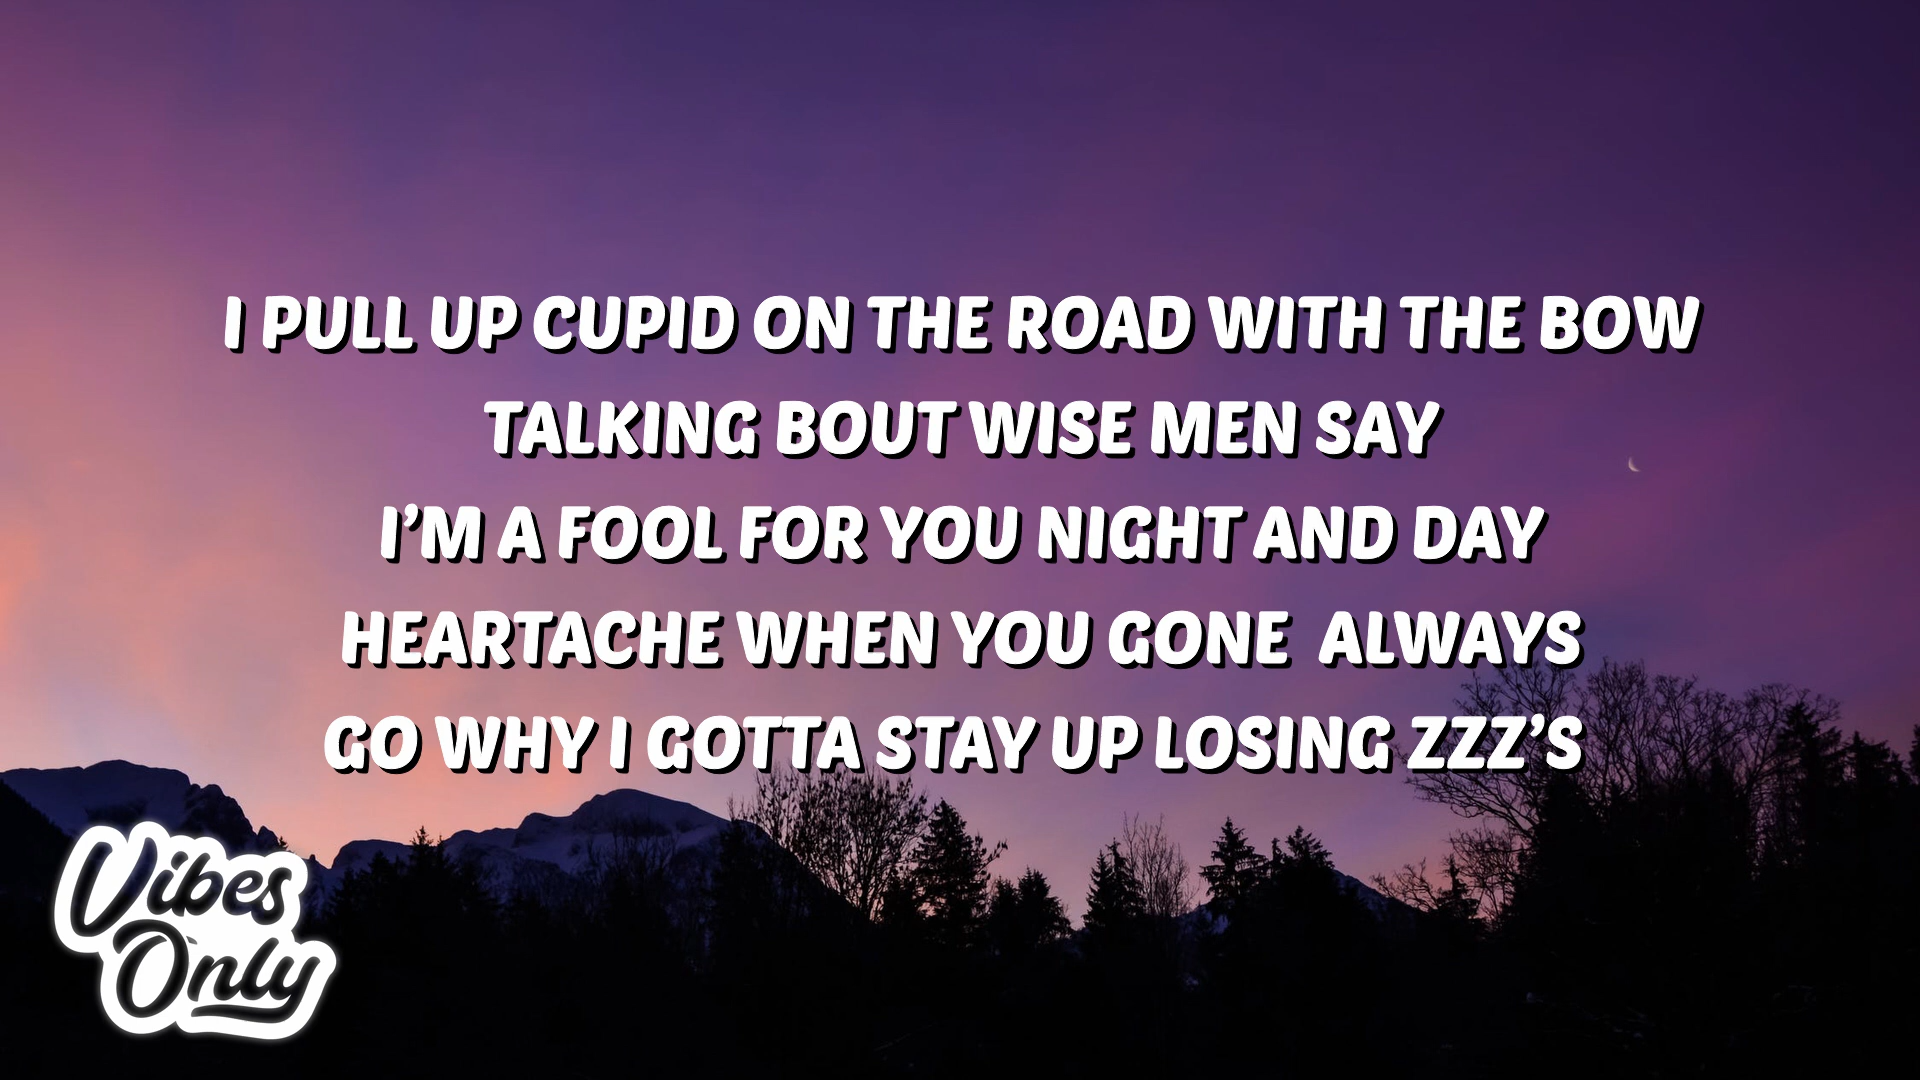 I PULL UP CUPID ON THE ROAD WITH THE BOW
TALKING BOUT WISE MEN SAY
I’M A FOOL FOR YOU NIGHT AND DAY
HEARTACHE WHEN YOU GONE  ALWAYS
GO WHY I GOTTA STAY UP LOSING ZZZ’S
Vibes
Only